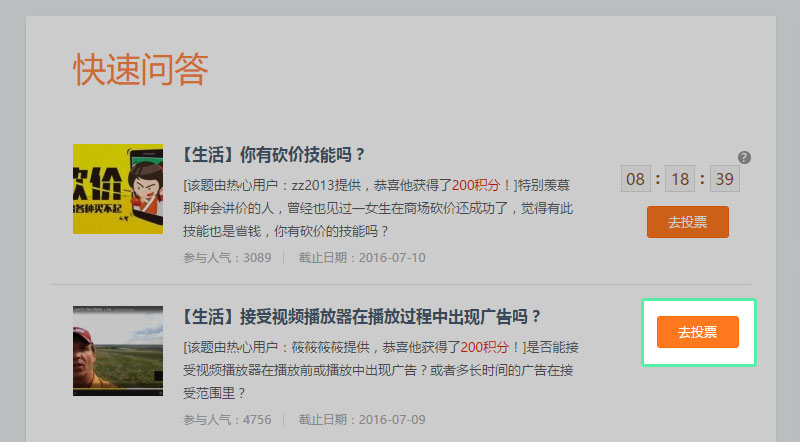 快速问答
砍价
各种买不起
【生活】你有砍价技能吗？
[该题由热心用户：zz2013提供，恭喜他获得了200积分！]特别羡慕
那种会讲价的人，曾经也见过一女生在商场砍价还成功了，觉得有此
技能也是省钱，你有砍价的技能吗？
参与人气：3089 截止日期：2016-07-10
?
08 : 18 : 39
去投票
【生活】接受视频播放器在播放过程中出现广告吗？
[该题由热心用户：筱筱筱筱提供，恭喜他获得了200积分！]是否能接
受视频播放器在播放前或播放中出现广告？或者多长时间的广告在接
受范围里？
参与人气：4756 截止日期：2016-07-09
去投票